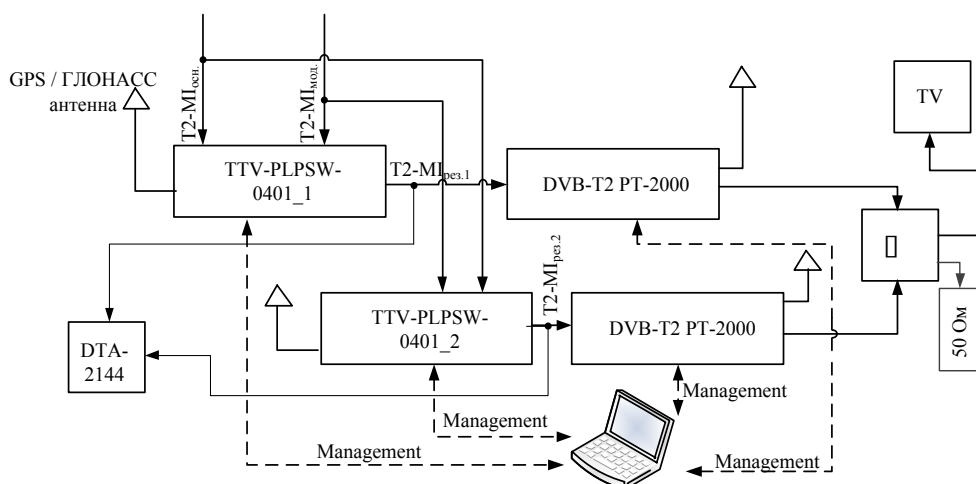 GPS / ГЛОНАСС
антенна
T2-MIосн.
T2-MIмод.
TTV-PLPSW-
0401_1
T2-MIрез.1
DVB-T2 PT-2000
TV
TTV-PLPSW-
0401_2
T2-MIрез.2
DVB-T2 PT-2000
50 Ом
DTA-
2144
Management
Management
Management
Management